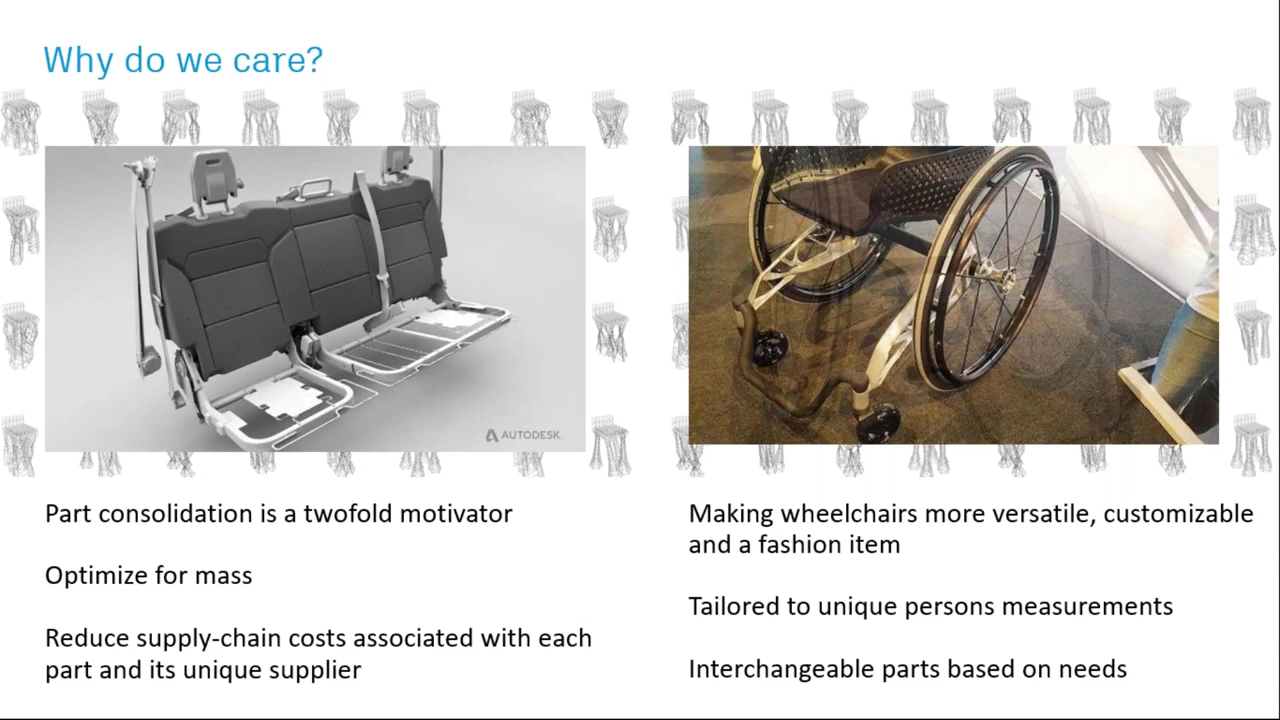 Why do we care?
AUTODESK
Part consolidation is a twofold motivator
Optimize for mass
Reduce supply-chain costs associated with each
part and its unique supplier
Making wheelchairs more versatile, customizable
and a fashion item
Tailored to unique persons measurements
Interchangeable parts based on needs